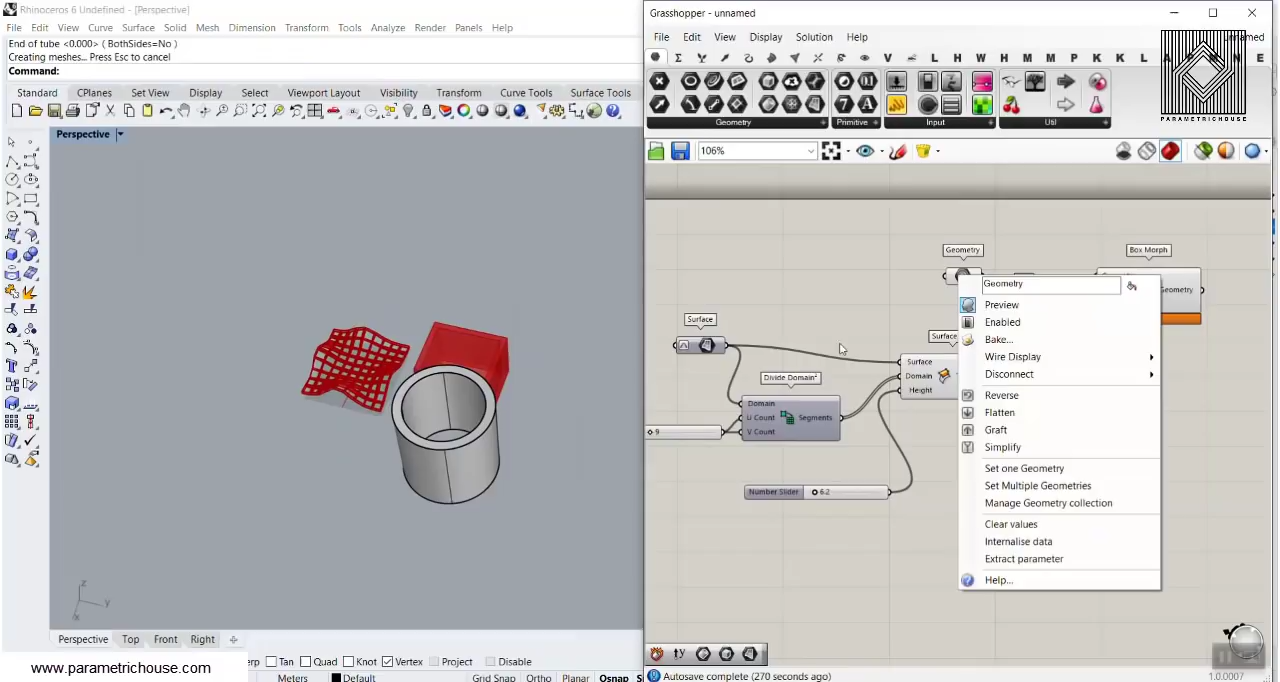 Rhinoceros 6 Undefined - [Perspective]
File Edit View Curve Surface Solid Mesh Dimension Transform Tools Analyze Render Panels Help
End of tube <0.000> ( BothSides=No )
Creating meshes... Press Esc to cancel
Command:
Standard CPlanes Set View Display Select Viewport Layout Visibility Transform Curve Tools Surface Tools
Perspective
z
y
x
Perspective Top Front Right
Tan Quad Knot Vertex Project Disable
Meters Default Grid Snap Ortho Planar Osnap
www.parametrichouse.com
Grasshopper - unnamed
File Edit View Display Solution Help
unnamed
V L H W H M M P K K L E
PARAMETRICHOUSE
Geometry Primitive Input Util
106%
Geometry
Box Morph
Geometry
Surface
Divide Domain²
Domain
U Count
V Count
Segments
9
Number Slider 6.2
Surface
Surface
Domain
Height
Geometry
Preview
Enabled
Bake...
Wire Display
Disconnect
Reverse
Flatten
Graft
Simplify
Set one Geometry
Set Multiple Geometries
Manage Geometry collection
Clear values
Internalise data
Extract parameter
Help...
Autosave complete (270 seconds ago)
1.0.0007